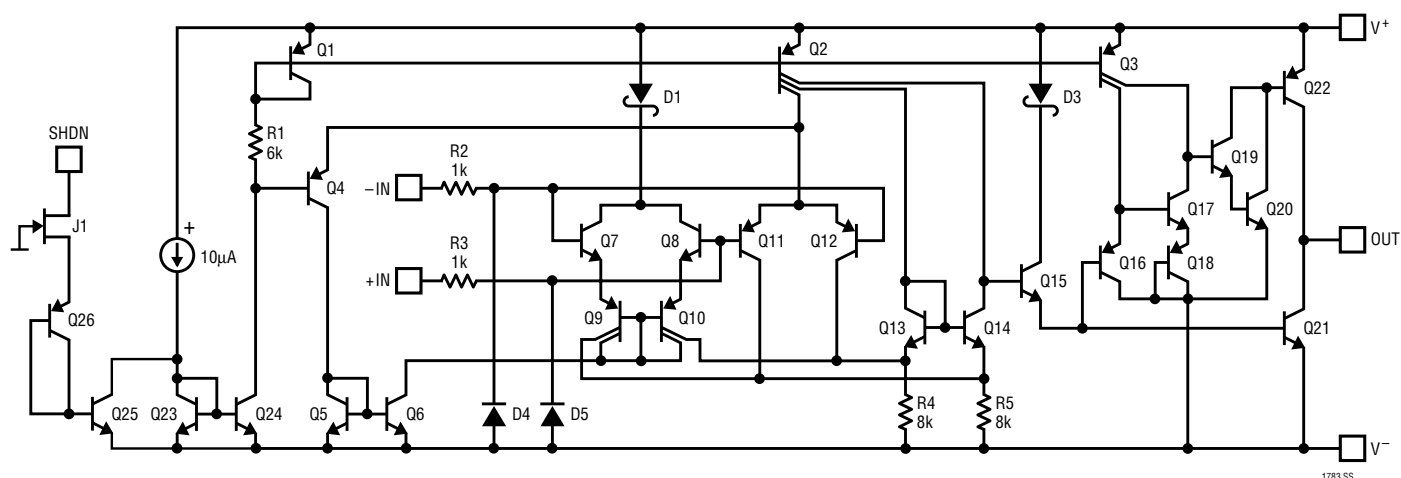 V+
Q1
Q2
Q3
Q22
D1
D3
SHDN
R1
6k
R2
1k
Q19
Q4
–IN
Q17
Q20
J1
+
10µA
R3
1k
Q7
Q8
Q11
Q12
OUT
+IN
Q15
Q16
Q18
Q26
Q9
Q10
Q13
Q14
Q21
Q25
Q23
Q24
Q5
Q6
D4
D5
R4
8k
R5
8k
V–
1783 SS